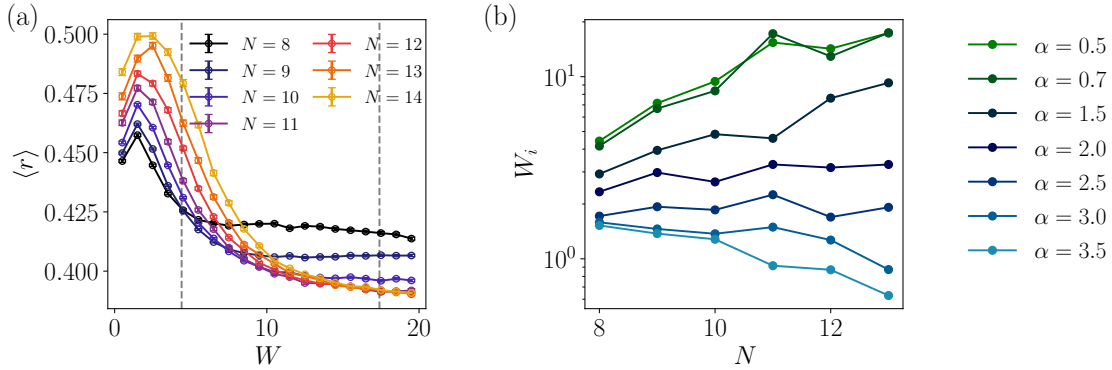 (a)
0.500
0.475
0.450
0.425
0.400
⟨r⟩
0
10
20
W
N = 8
N = 9
N = 10
N = 11
N = 12
N = 13
N = 14
(b)
10¹
10⁰
W_i
8
10
12
N
α = 0.5
α = 0.7
α = 1.5
α = 2.0
α = 2.5
α = 3.0
α = 3.5